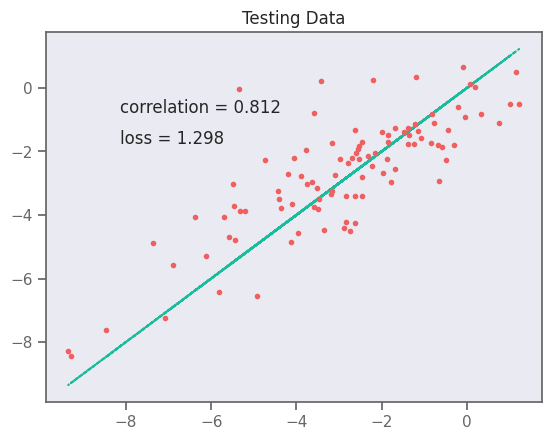 Testing Data
0
correlation = 0.812
loss = 1.298
−2
−4
−6
−8
−8 −6 −4 −2 0